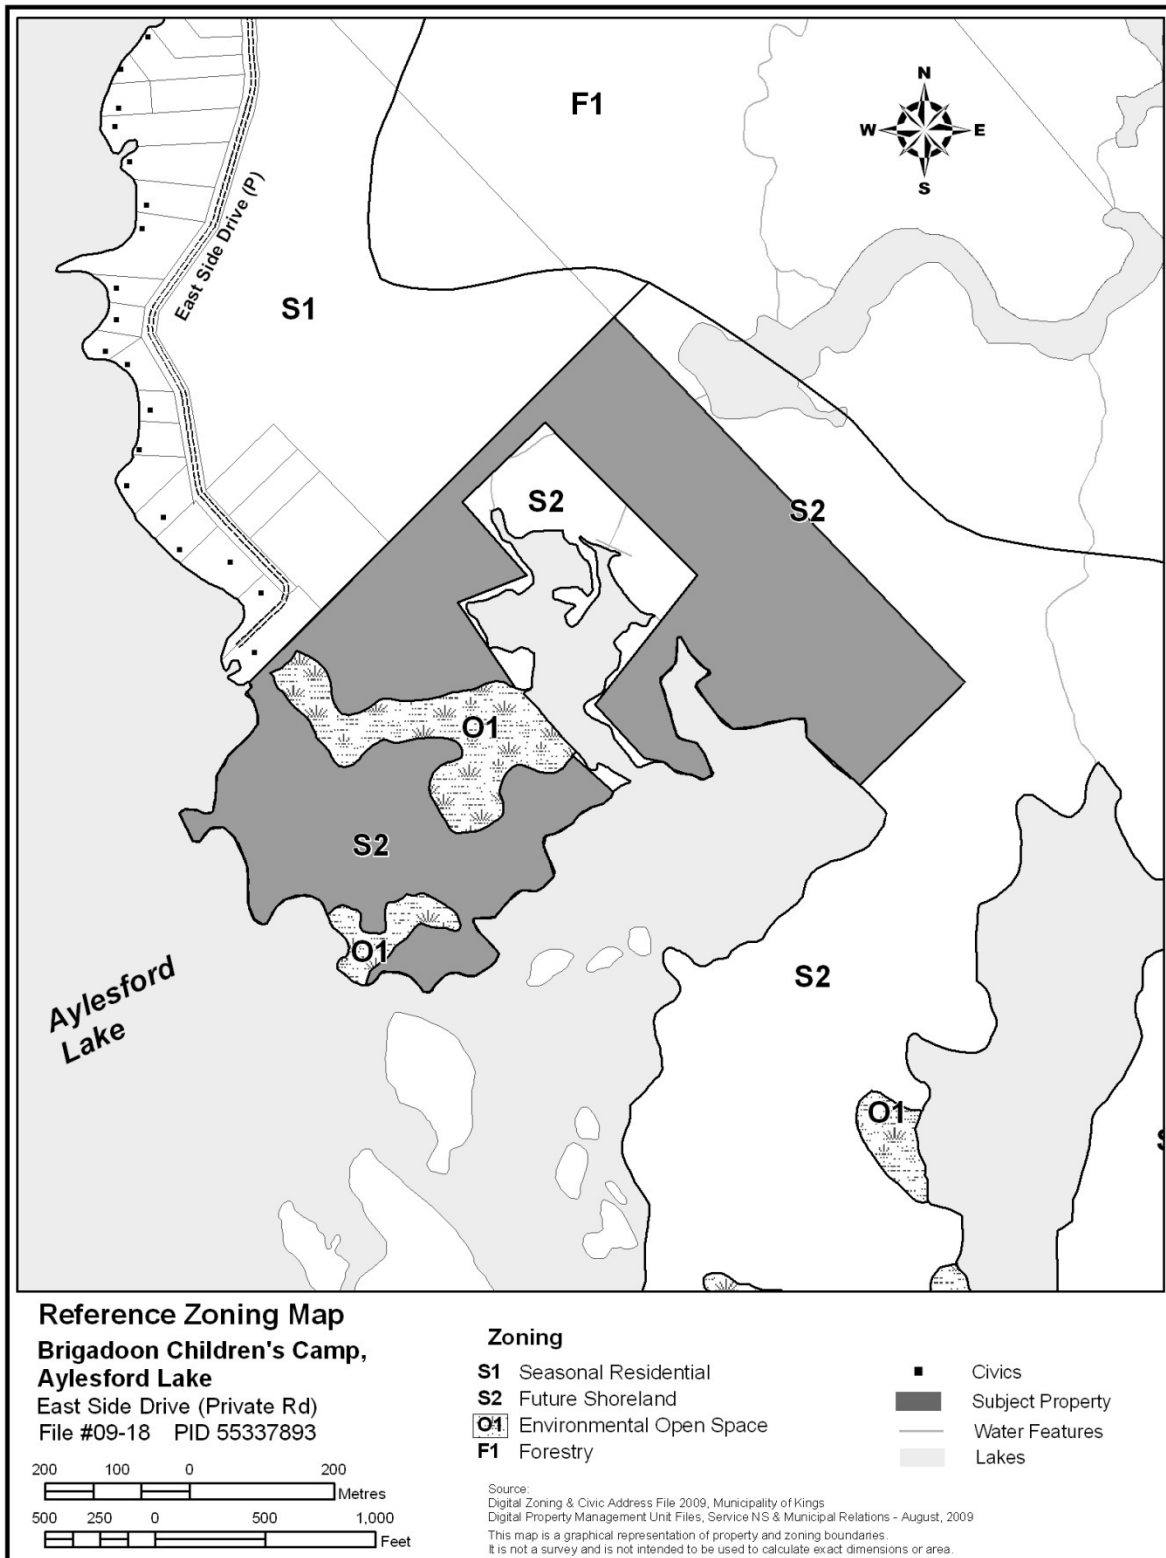 F1
N
W E
S
East Side Drive (P)
S1
S2
S2
O1
S2
O1
Aylesford
Lake
S2
O1
Reference Zoning Map
Brigadoon Children's Camp,
Aylesford Lake
East Side Drive (Private Rd)
File #09-18 PID 55337893
200 100 0 200
Metres
500 250 0 500 1,000
Feet
Zoning
S1 Seasonal Residential
S2 Future Shoreland
O1 Environmental Open Space
F1 Forestry
Civics
Subject Property
Water Features
Lakes
Source:
Digital Zoning & Civic Address File 2009, Municipality of Kings
Digital Property Management Unit Files, Service NS & Municipal Relations - August, 2009
This map is a graphical representation of property and zoning boundaries.
It is not a survey and is not intended to be used to calculate exact dimensions or area.